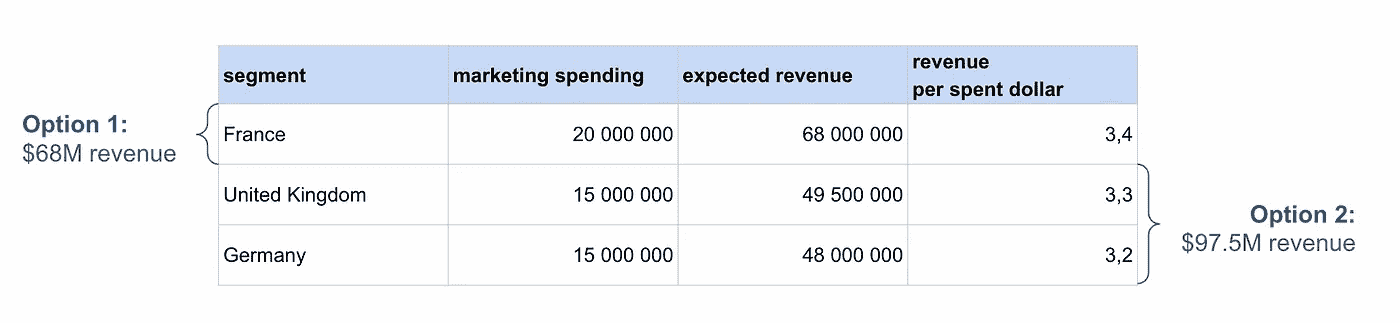 segment marketing spending expected revenue revenue
per spent dollar
Option 1:
$68M revenue
France 20 000 000 68 000 000 3,4
United Kingdom 15 000 000 49 500 000 3,3
Germany 15 000 000 48 000 000 3,2
Option 2:
$97.5M revenue